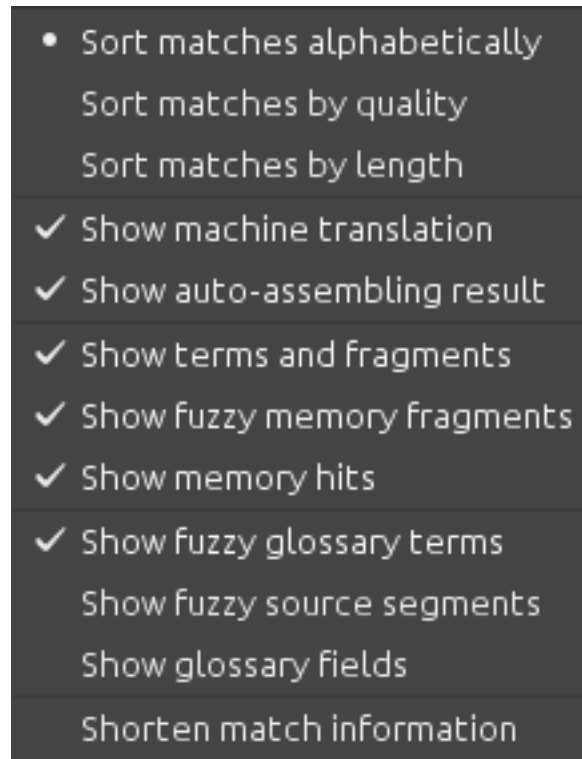 Sort matches alphabetically
Sort matches by quality
Sort matches by length
Show machine translation
Show auto-assembling result
Show terms and fragments
Show fuzzy memory fragments
Show memory hits
Show fuzzy glossary terms
Show fuzzy source segments
Show glossary fields
Shorten match information